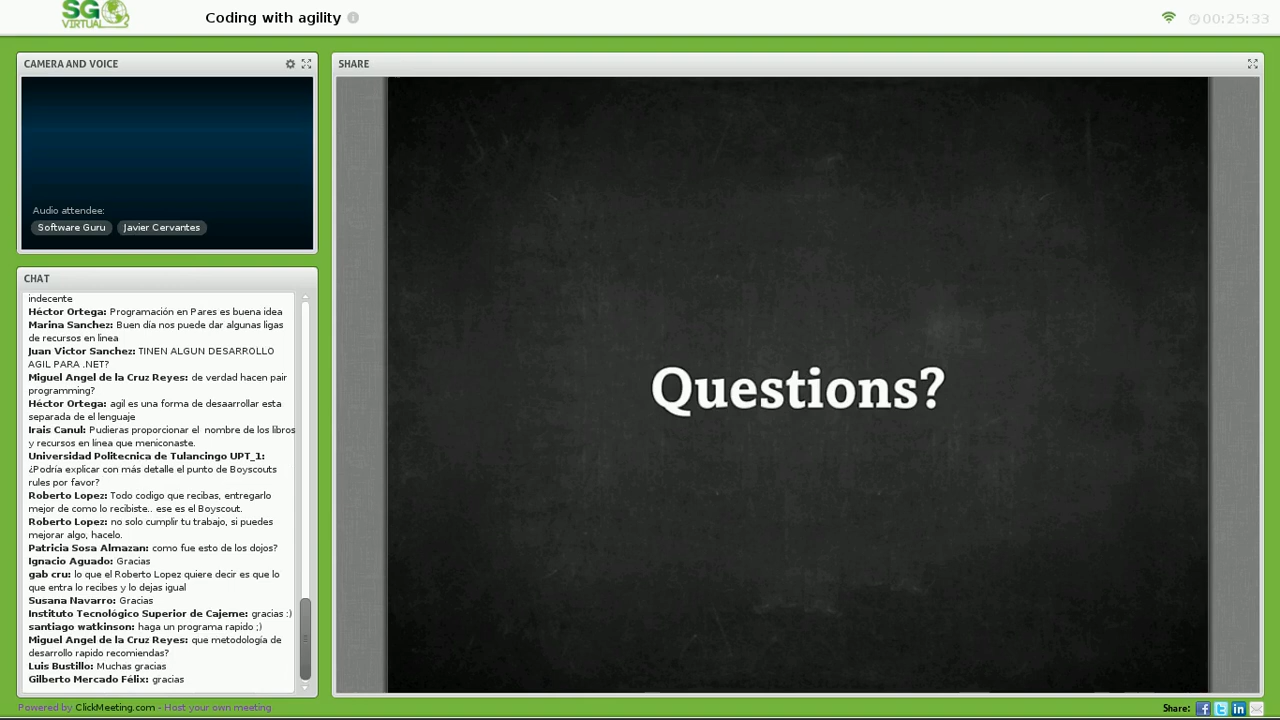 SG
VIRTUAL
Coding with agility
00:25:33
CAMERA AND VOICE
Audio attendee:
Software Guru Javier Cervantes
SHARE
Questions?
CHAT
indecente
Héctor Ortega: Programación en Pares es buena idea
Marina Sanchez: Buen día nos puede dar algunas ligas
de recursos en linea
Juan Victor Sanchez: TINEN ALGUN DESARROLLO
AGIL PARA .NET?
Miguel Angel de la Cruz Reyes: de verdad hacen pair
programming?
Héctor Ortega: agil es una forma de desaarrollar esta
separada de el lenguaje
Irais Canul: Pudieras proporcionar el  nombre de los libros
y recursos en línea que meniconaste.
Universidad Politecnica de Tulancingo UPT_1:
¿Podría explicar con más detalle el punto de Boyscouts
rules por favor?
Roberto Lopez: Todo codigo que recibas, entregarlo
mejor de como lo recibiste.. ese es el Boyscout.
Roberto Lopez: no solo cumplir tu trabajo, si puedes
mejorar algo, hacelo.
Patricia Sosa Almazan: como fue esto de los dojos?
Ignacio Aguado: Gracias
gab cru: lo que el Roberto Lopez quiere decir es que lo
que entra lo recibes y lo dejas igual
Susana Navarro: Gracias
Instituto Tecnológico Superior de Cajeme: gracias :)
santiago watkinson: haga un programa rapido ;)
Miguel Angel de la Cruz Reyes: que metodología de
desarrollo rapido recomiendas?
Luis Bustillo: Muchas gracias
Gilberto Mercado Félix: gracias
Powered by ClickMeeting.com - Host your own meeting
Share: